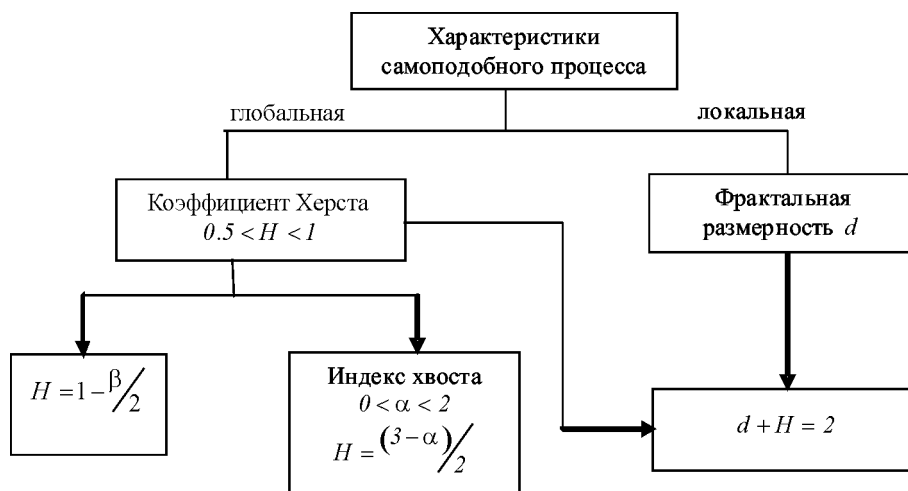 Характеристики
самоподобного процесса
глобальная
локальная
Коэффициент Херста
0.5 < H < 1
Фрактальная
размерность d
H = 1 − β/2
Индекс хвоста
0 < α < 2
H = (3 − α)/2
d + H = 2